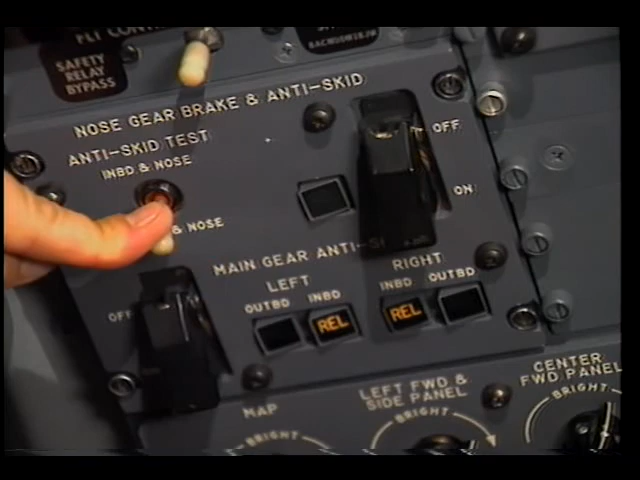 SAFETY
RELAY
BYPASS
NOSE GEAR BRAKE & ANTI-SKID
ANTI-SKID TEST
INBD & NOSE
OFF
ON
& NOSE
MAIN GEAR ANTI-S
LEFT
RIGHT
OUTBD INBD
INBD OUTBD
OFF
REL
REL
MAP
BRIGHT
LEFT FWD &
SIDE PANEL
BRIGHT
CENTER
FWD PANEL
BRIGHT